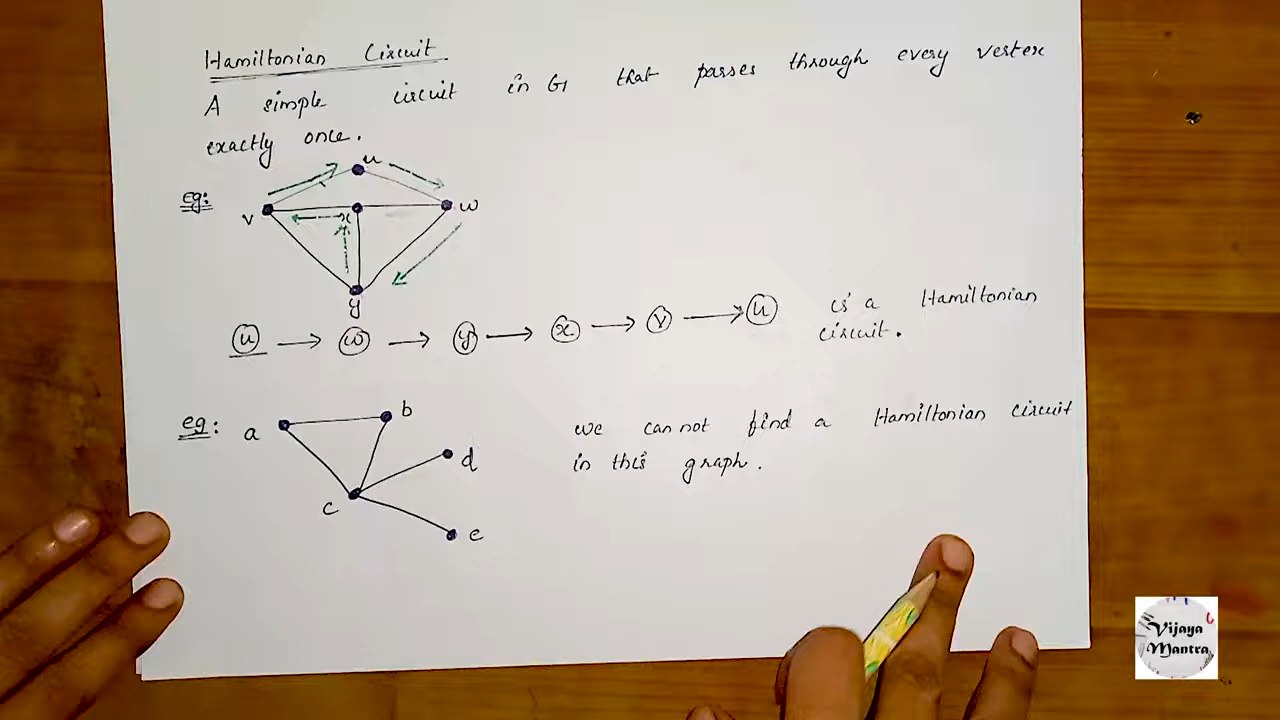 Hamiltonian Circuit
A simple circuit in G that passes through every vertex
exactly once.
eg:
u
v
x
w
y
u → w → y → x → v → u is a Hamiltonian
circuit.
eg:
a
b
d
c
e
we can not find a Hamiltonian circuit
in this graph.
Vijaya
Mantra